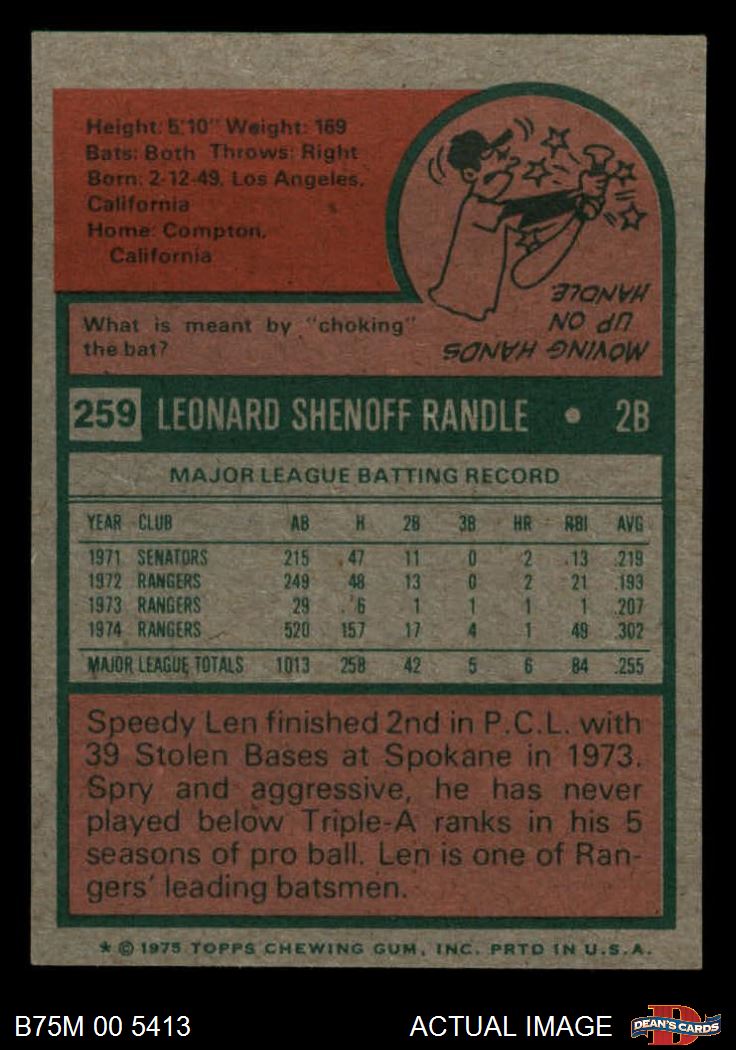 Height: 5'10" Weight: 169
Bats: Both Throws: Right
Born: 2-12-49, Los Angeles,
California
Home: Compton,
California
What is meant by "choking"
the bat?
MOVING HANDS
UP ON
HANDLE.
259 LEONARD SHENOFF RANDLE • 2B
MAJOR LEAGUE BATTING RECORD
YEAR CLUB AB H 2B 3B HR RBI AVG
1971 SENATORS 215 47 11 0 2 13 .219
1972 RANGERS 249 48 13 0 2 21 .193
1973 RANGERS 29 6 1 1 1 1 .207
1974 RANGERS 520 157 17 4 1 49 .302
MAJOR LEAGUE TOTALS 1013 258 42 5 6 84 .255
Speedy Len finished 2nd in P.C.L. with
39 Stolen Bases at Spokane in 1973.
Spry and aggressive, he has never
played below Triple-A ranks in his 5
seasons of pro ball. Len is one of Ran-
gers' leading batsmen.
* © 1975 TOPPS CHEWING GUM, INC. PRTD IN U.S.A.
B75M 00 5413 ACTUAL IMAGE D DEAN'S CARDS